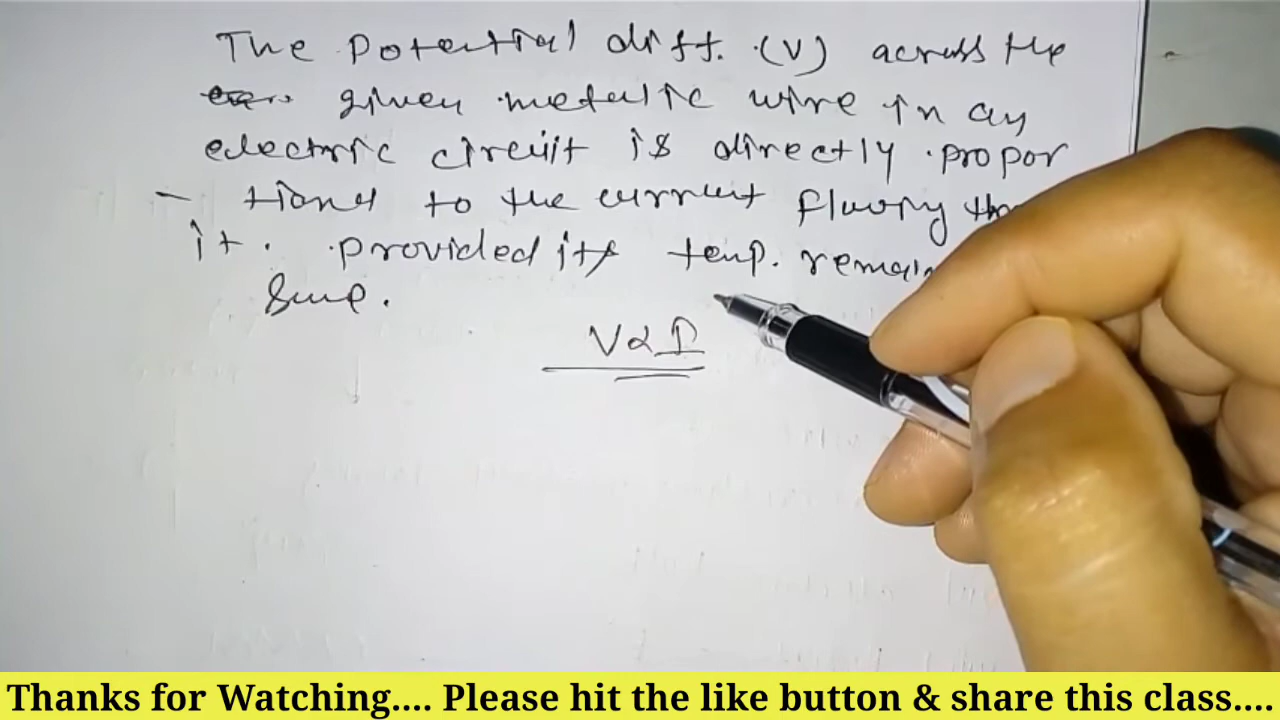 The Potential diff. (V) across the
given metallic wire in an
electric circuit is directly propor
- tional to the current flowing
it. provided its temp. remain
same.
V∝I
Thanks for Watching.... Please hit the like button & share this class....